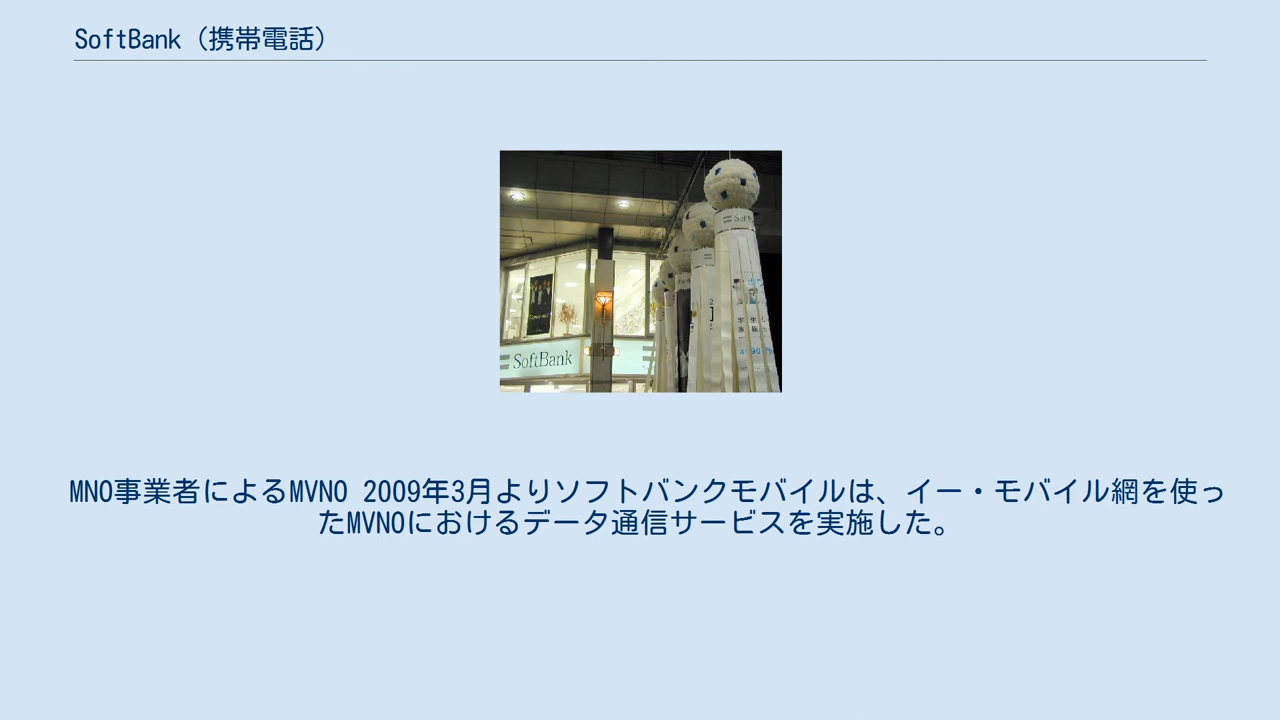 SoftBank（携帯電話）
SoftBank
MNO事業者によるMVNO 2009年3月よりソフトバンクモバイルは、イー・モバイル網を使っ
たMVNOにおけるデータ通信サービスを実施した。